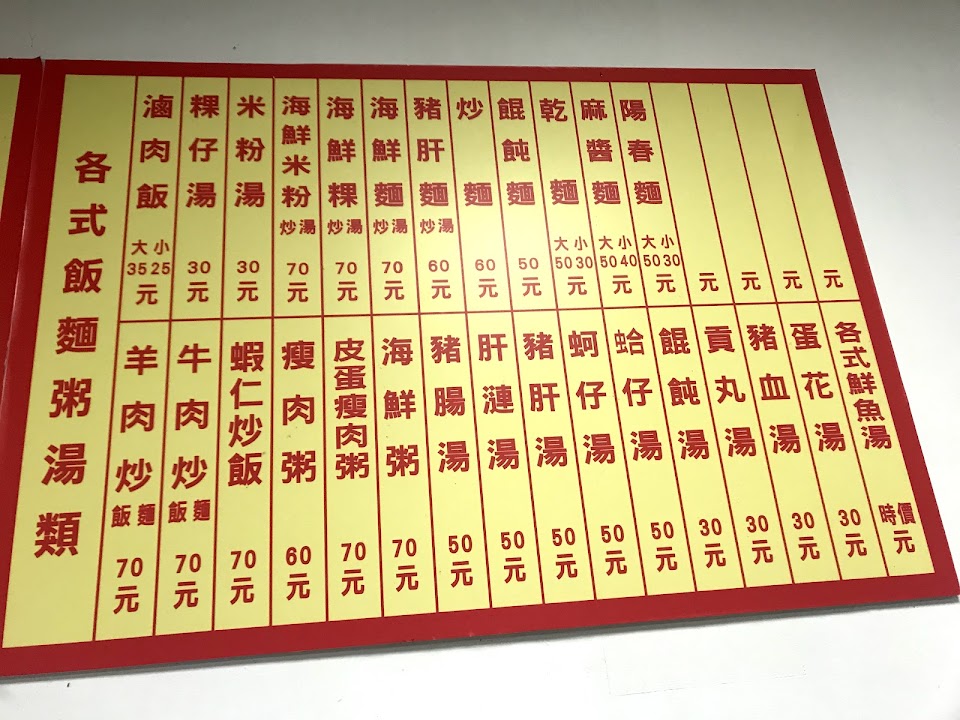 各式飯麵粥湯類
滷肉飯 大35 小25 元
粿仔湯 30元
米粉湯 30元
海鮮米粉 炒湯 70元
海鮮粿 炒湯 70元
海鮮麵 炒湯 70元
豬肝麵 炒湯 60元
炒麵 60元
餛飩麵 50元
乾麵 大50 小30 元
麻醬麵 大50 小40 元
陽春麵 大50 小30 元
元
元
元
元
羊肉炒飯麵 70元
牛肉炒飯麵 70元
蝦仁炒飯 70元
瘦肉粥 60元
皮蛋瘦肉粥 70元
海鮮粥 70元
豬腸湯 50元
肝漣湯 50元
豬肝湯 50元
蚵仔湯 50元
蛤仔湯 50元
餛飩湯 30元
貢丸湯 30元
豬血湯 30元
蛋花湯 30元
各式鮮魚湯 時價元